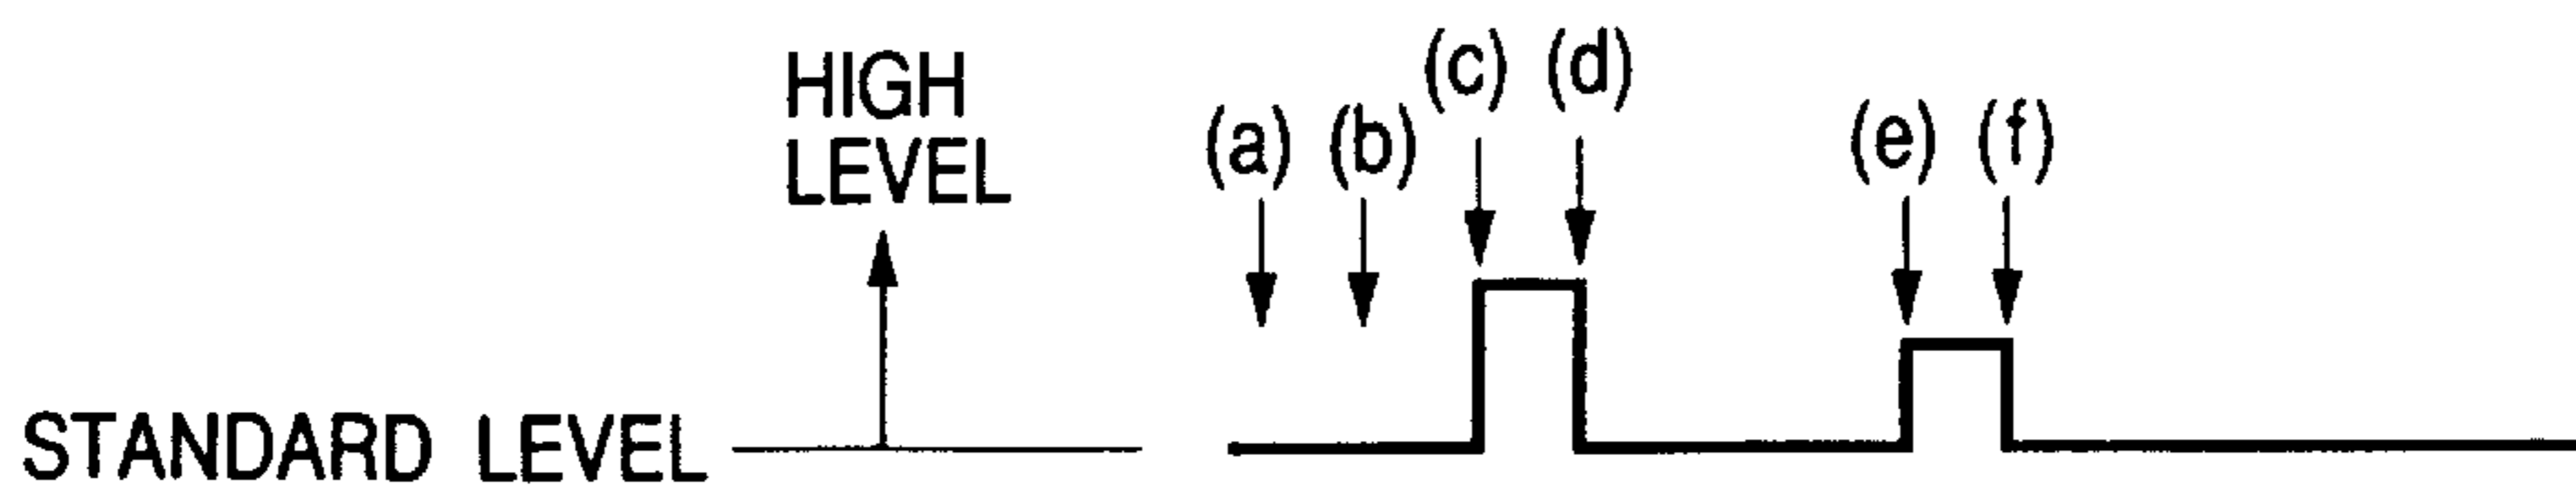 HIGH
LEVEL
(a) (b) (c) (d) (e) (f)
STANDARD LEVEL